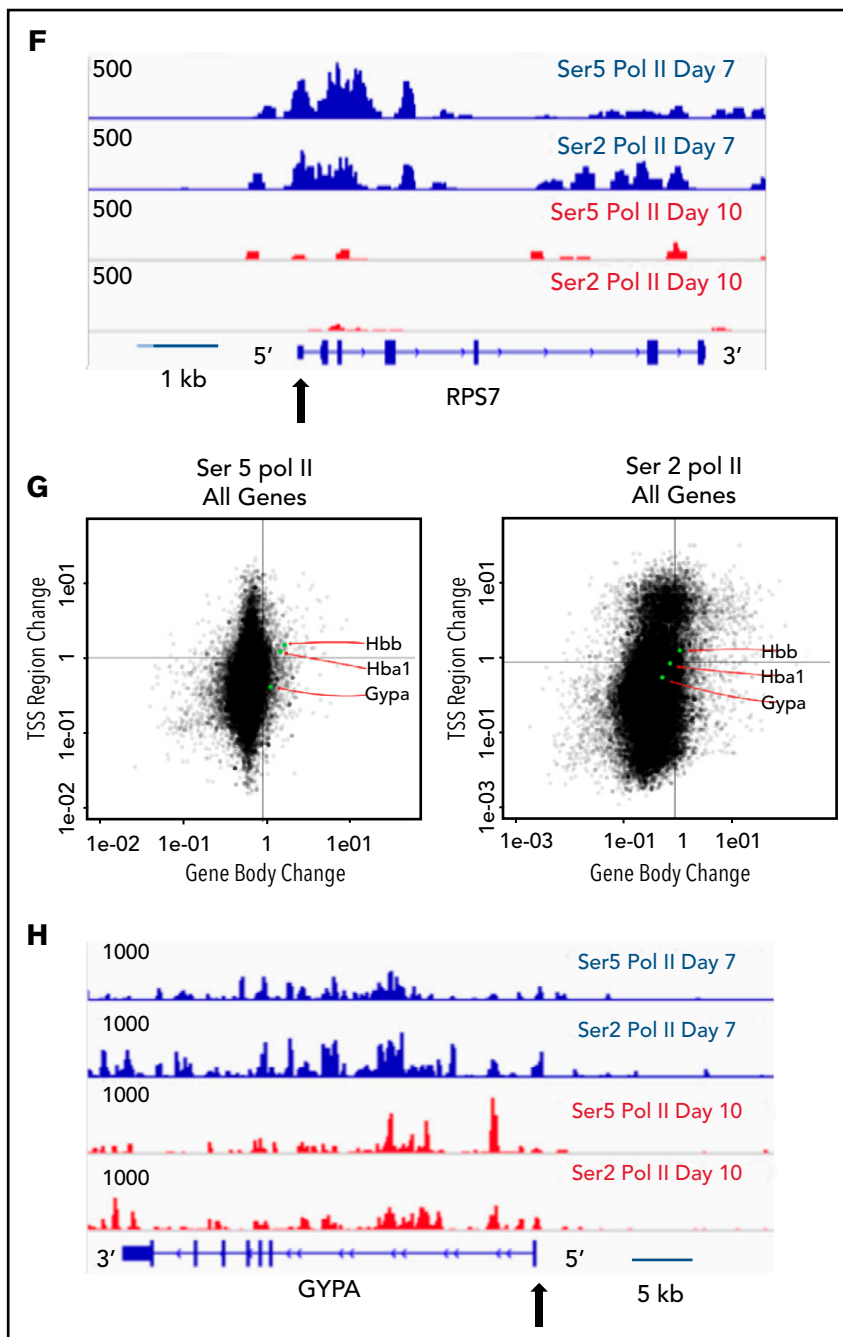 F
500
Ser5 Pol II Day 7
500
Ser2 Pol II Day 7
500
Ser5 Pol II Day 10
500
Ser2 Pol II Day 10
5′
3′
1 kb
RPS7
G
Ser 5 pol II
All Genes
TSS Region Change
1e01
1
1e-01
1e-02
Hbb
Hba1
Gypa
1e-02
1e-01
1
1e01
Gene Body Change
Ser 2 pol II
All Genes
TSS Region Change
1e01
1
1e-01
1e-03
Hbb
Hba1
Gypa
1e-03
1e-01
1
1e01
Gene Body Change
H
1000
Ser5 Pol II Day 7
1000
Ser2 Pol II Day 7
1000
Ser5 Pol II Day 10
1000
Ser2 Pol II Day 10
3′
5′
GYPA
5 kb